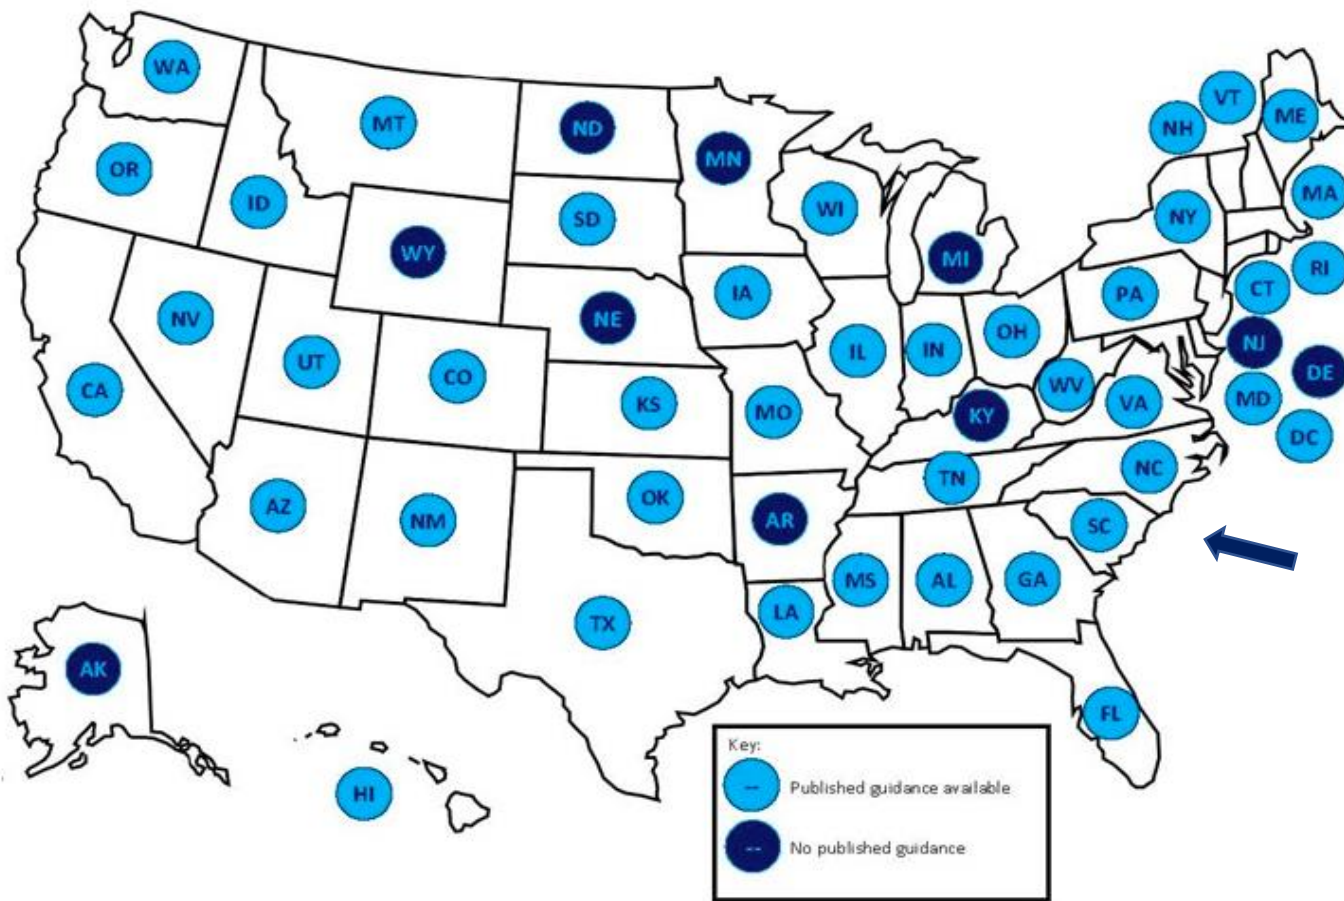 WA
MT
ND
MN
VT
NH
ME
OR
ID
SD
WI
MA
NY
WY
MI
RI
NV
NE
IA
PA
CT
UT
CO
IL
IN
OH
NJ
DE
CA
KS
MO
KY
WV
VA
MD
DC
AZ
NM
OK
AR
TN
NC
SC
TX
LA
MS
AL
GA
AK
HI
FL
Key:
-- Published guidance available
-- No published guidance